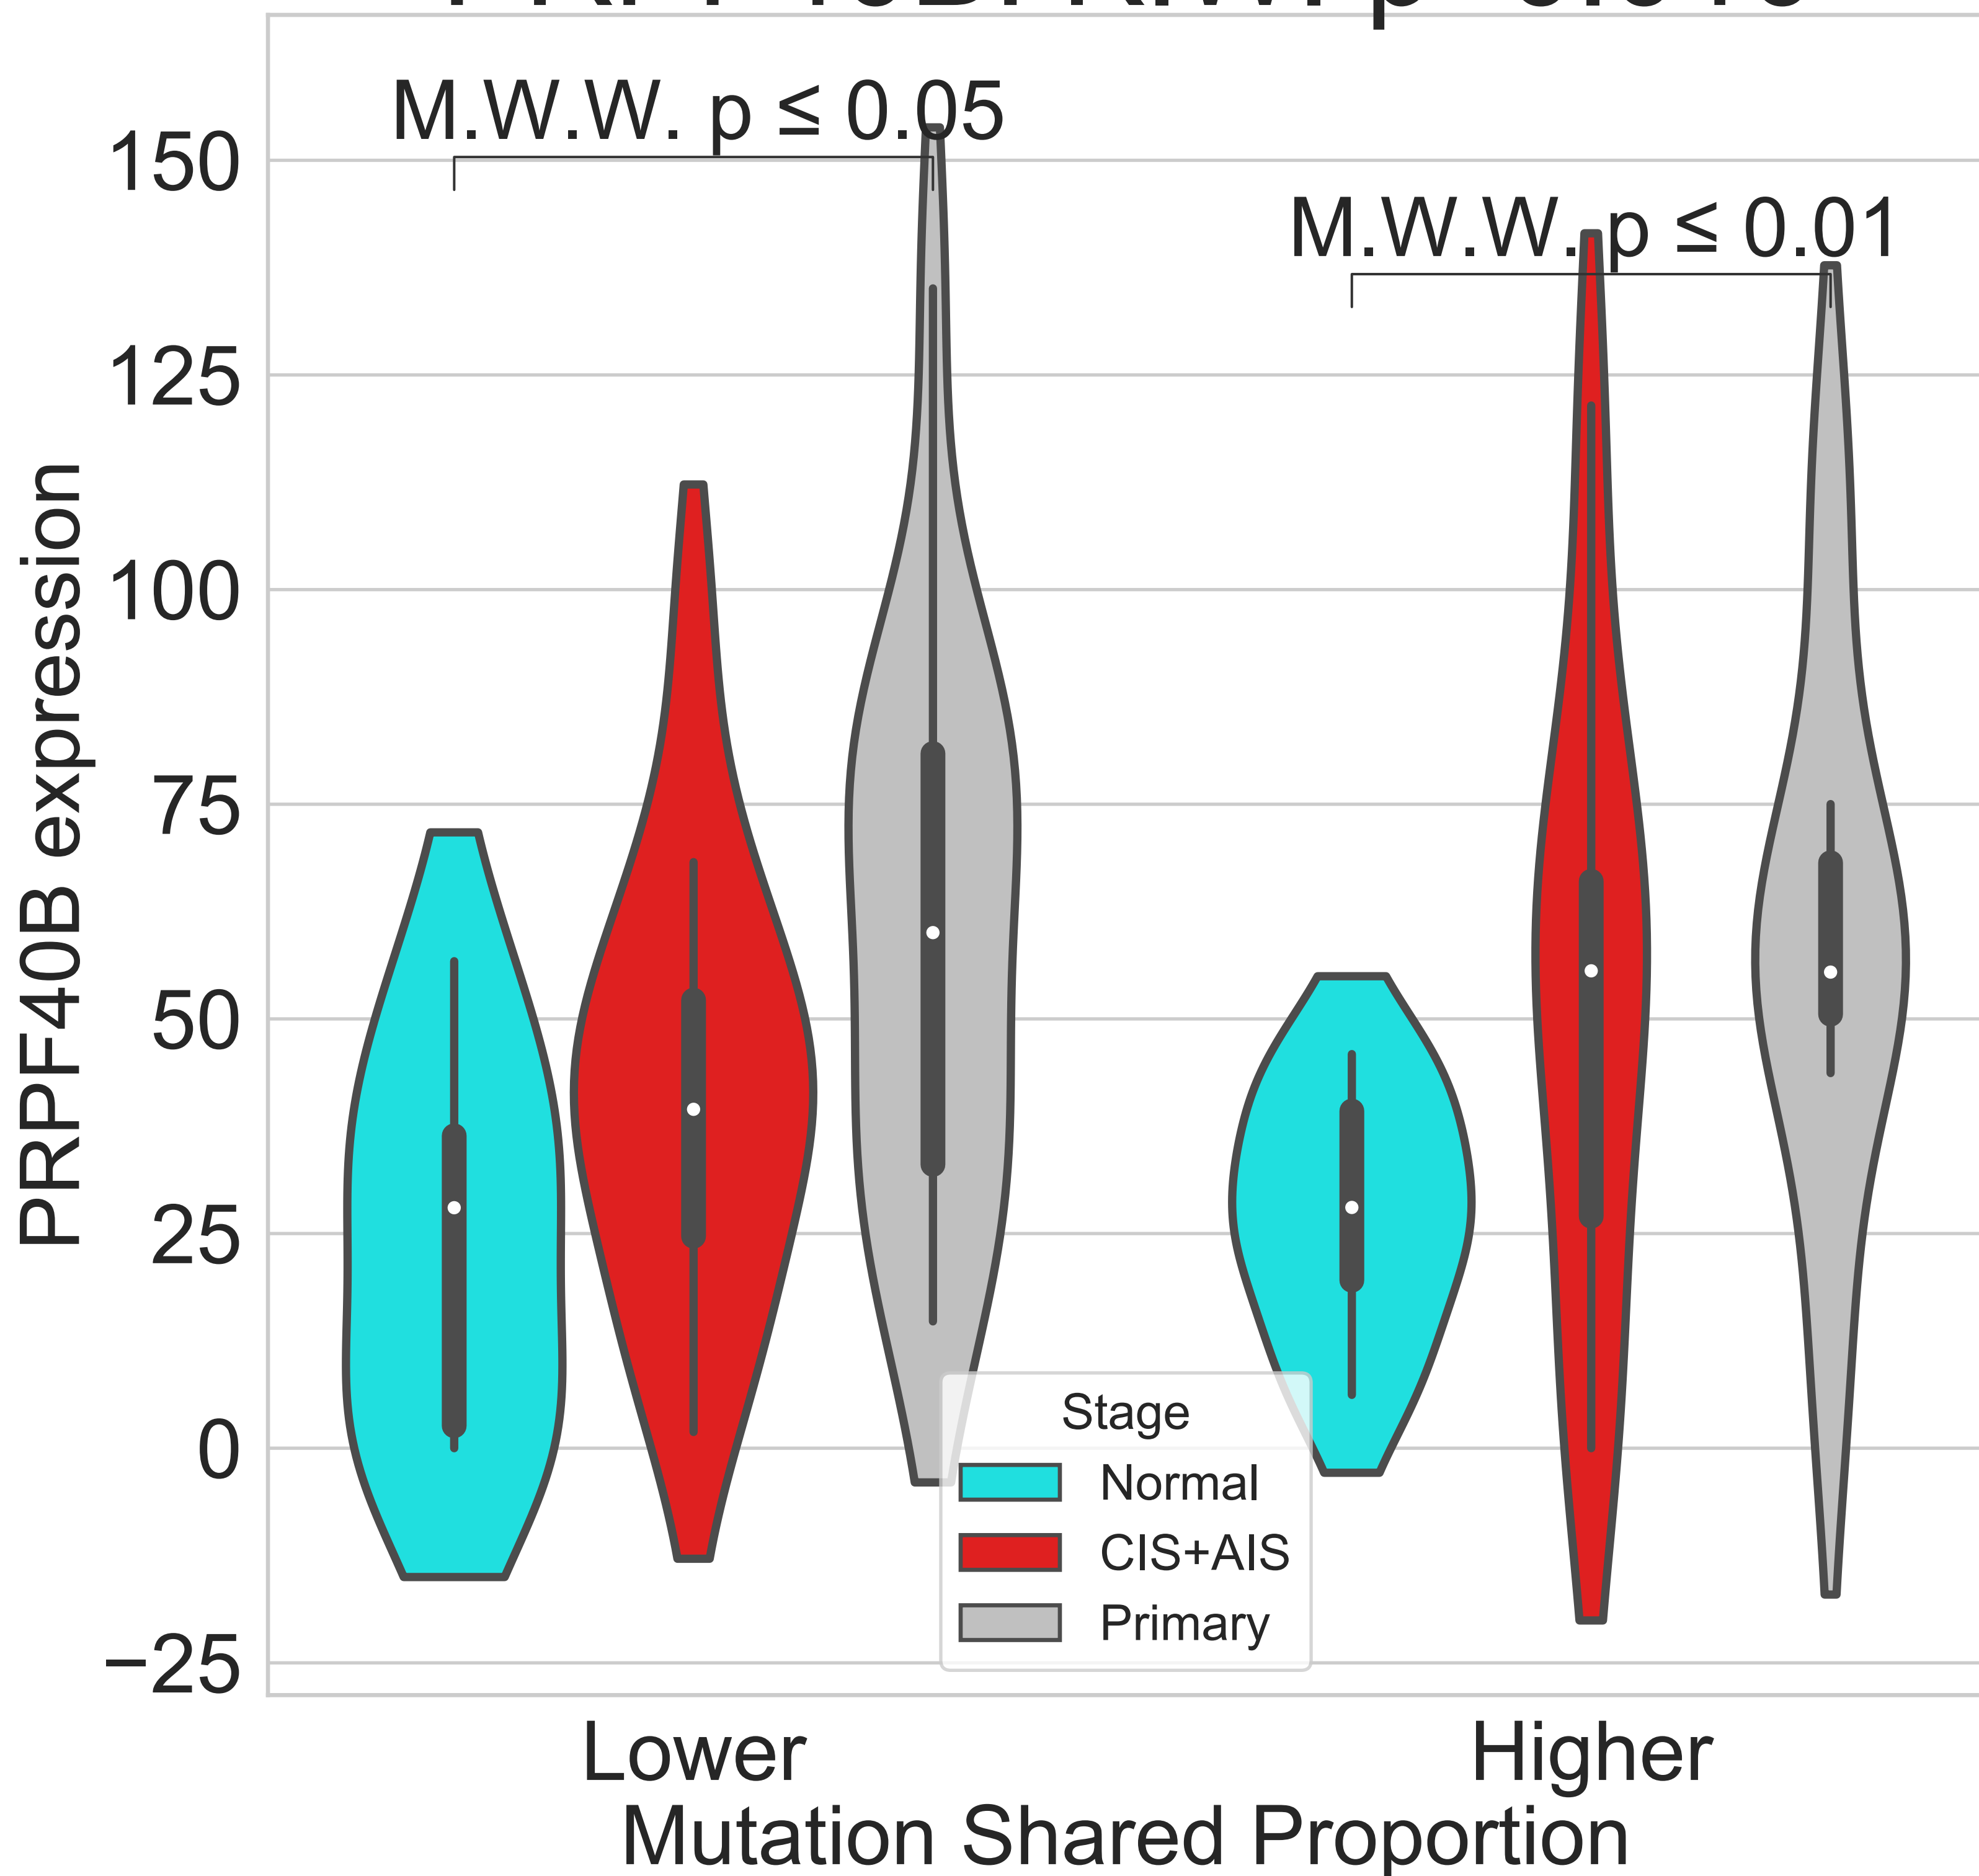 M.W.W. p ≤ 0.05
M.W.W. p ≤ 0.01
150
125
100
75
50
25
0
−25
PRPF40B expression
Stage
Normal
CIS+AIS
Primary
Lower
Higher
Mutation Shared Proportion